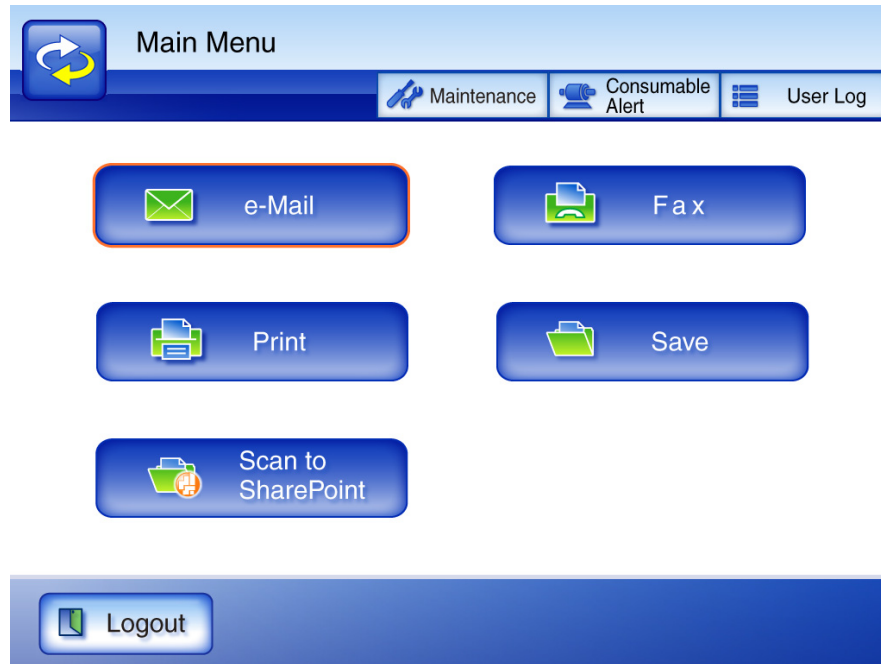 Main Menu
Maintenance
Consumable
Alert
User Log
e-Mail
Fax
Print
Save
Scan to
SharePoint
Logout